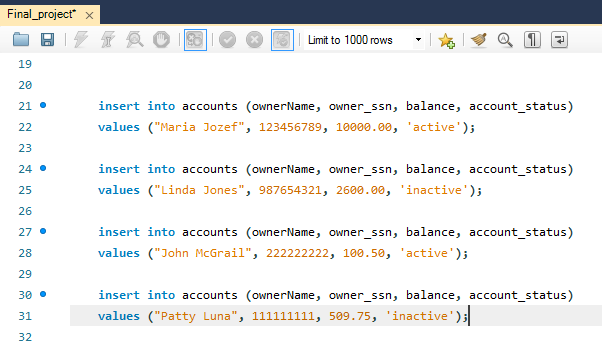 Final_project*
Limit to 1000 rows
19
20
21 insert into accounts (ownerName, owner_ssn, balance, account_status)
22 values ("Maria Jozef", 123456789, 10000.00, 'active');
23
24 insert into accounts (ownerName, owner_ssn, balance, account_status)
25 values ("Linda Jones", 987654321, 2600.00, 'inactive');
26
27 insert into accounts (ownerName, owner_ssn, balance, account_status)
28 values ("John McGrail", 222222222, 100.50, 'active');
29
30 insert into accounts (ownerName, owner_ssn, balance, account_status)
31 values ("Patty Luna", 111111111, 509.75, 'inactive');
32